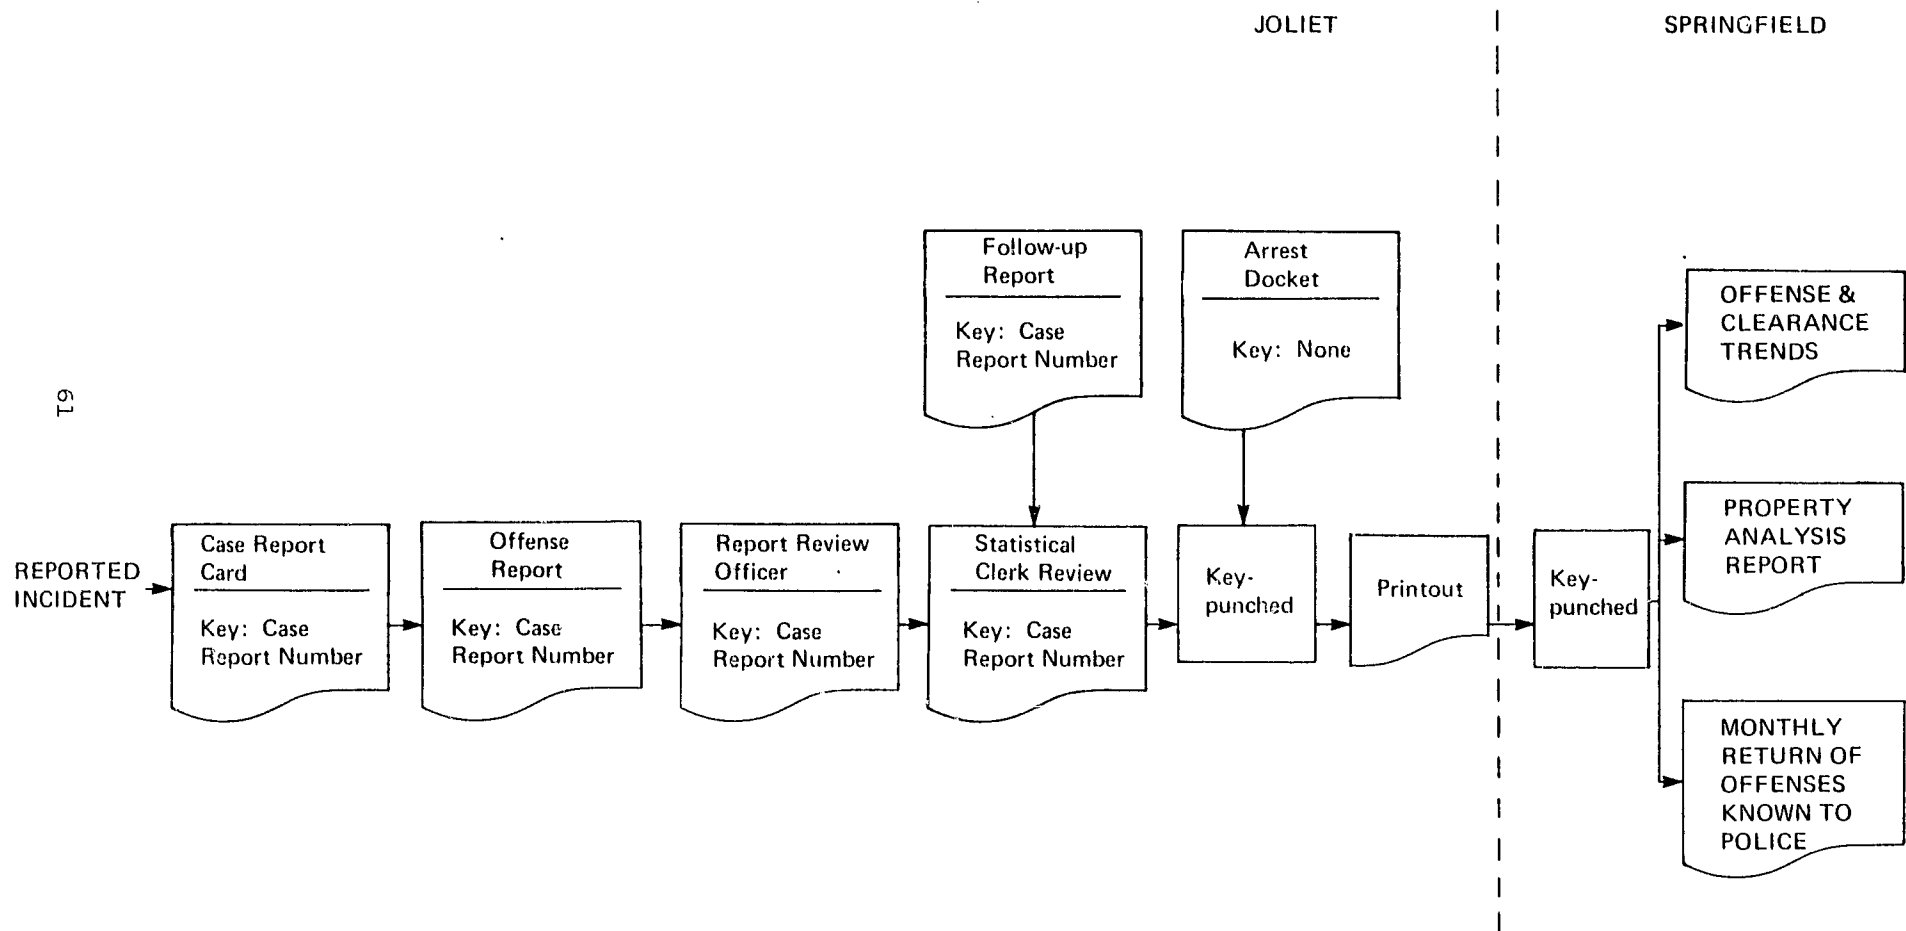 JOLIET
SPRINGFIELD
Follow-up
Report
Key: Case
Report Number
Arrest
Docket
Key: None
OFFENSE &
CLEARANCE
TRENDS
61
REPORTED
INCIDENT
Case Report
Card
Key: Case
Report Number
Offense
Report
Key: Case
Report Number
Report Review
Officer
Key: Case
Report Number
Statistical
Clerk Review
Key: Case
Report Number
Key-
punched
Printout
Key-
punched
PROPERTY
ANALYSIS
REPORT
MONTHLY
RETURN OF
OFFENSES
KNOWN TO
POLICE